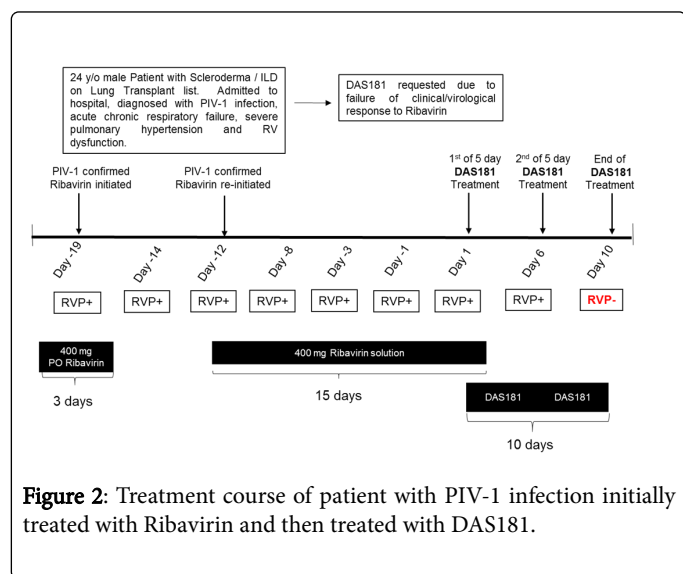 24 y/o male Patient with Scleroderma / ILD
on Lung Transplant list. Admitted to
hospital, diagnosed with PIV-1 infection,
acute chronic respiratory failure, severe
pulmonary hypertension and RV
dysfunction.
DAS181 requested due to
failure of clinical/virological
response to Ribavirin
PIV-1 confirmed
Ribavirin initiated
PIV-1 confirmed
Ribavirin re-initiated
1st of 5 day
DAS181
Treatment
2nd of 5 day
DAS181
Treatment
End of
DAS181
Treatment
Day -19
Day -14
Day -12
Day -8
Day -3
Day -1
Day 1
Day 6
Day 10
RVP+
RVP+
RVP+
RVP+
RVP+
RVP+
RVP+
RVP+
RVP-
400 mg
PO Ribavirin
400 mg Ribavirin solution
3 days
15 days
DAS181
DAS181
10 days
Figure 2: Treatment course of patient with PIV-1 infection initially
treated with Ribavirin and then treated with DAS181.